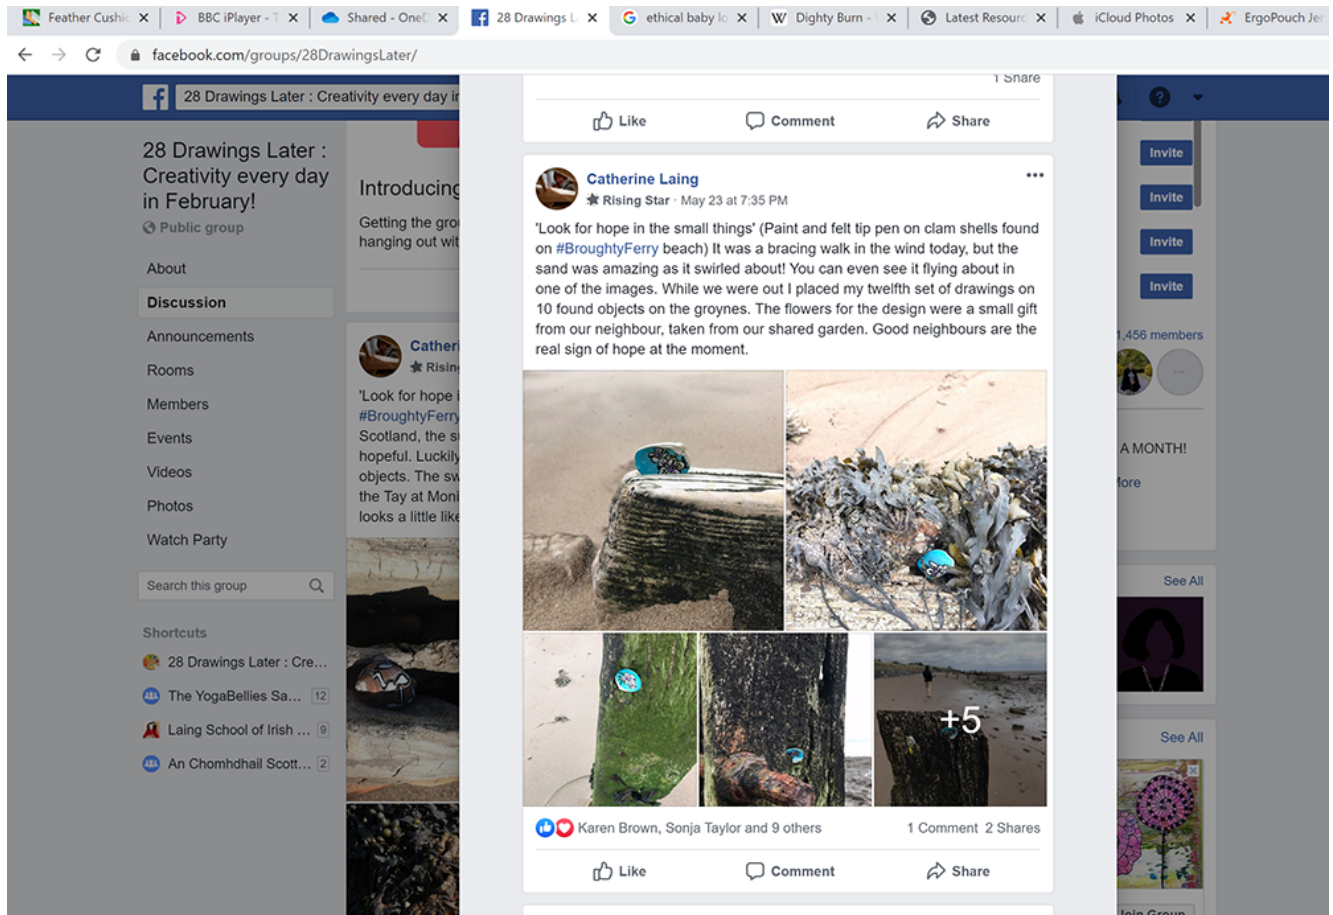 Feather Cushi
BBC iPlayer - T
Shared - OneD
28 Drawings L
ethical baby lo
Dighty Burn -
Latest Resourc
iCloud Photos
ErgoPouch Jer
facebook.com/groups/28DrawingsLater/
28 Drawings Later : Creativity every day in
28 Drawings Later :
Creativity every day
in February!
Public group
About
Discussion
Announcements
Rooms
Members
Events
Videos
Photos
Watch Party
Search this group
Shortcuts
28 Drawings Later : Cre...
The YogaBellies Sa... 12
Laing School of Irish ... 9
An Chomhdhail Scott... 2
Introducing
Getting the grou
hanging out wit
Catheri
Rising
'Look for hope i
#BroughtyFerry
Scotland, the s
hopeful. Luckily
objects. The sw
the Tay at Moni
looks a little like
1 Share
Like Comment Share
Catherine Laing
Rising Star · May 23 at 7:35 PM
'Look for hope in the small things' (Paint and felt tip pen on clam shells found
on #BroughtyFerry beach) It was a bracing walk in the wind today, but the
sand was amazing as it swirled about! You can even see it flying about in
one of the images. While we were out I placed my twelfth set of drawings on
10 found objects on the groynes. The flowers for the design were a small gift
from our neighbour, taken from our shared garden. Good neighbours are the
real sign of hope at the moment.
+5
Karen Brown, Sonja Taylor and 9 others
1 Comment 2 Shares
Like Comment Share
Invite
Invite
Invite
Invite
1,456 members
A MONTH!
More
See All
See All
Join Group